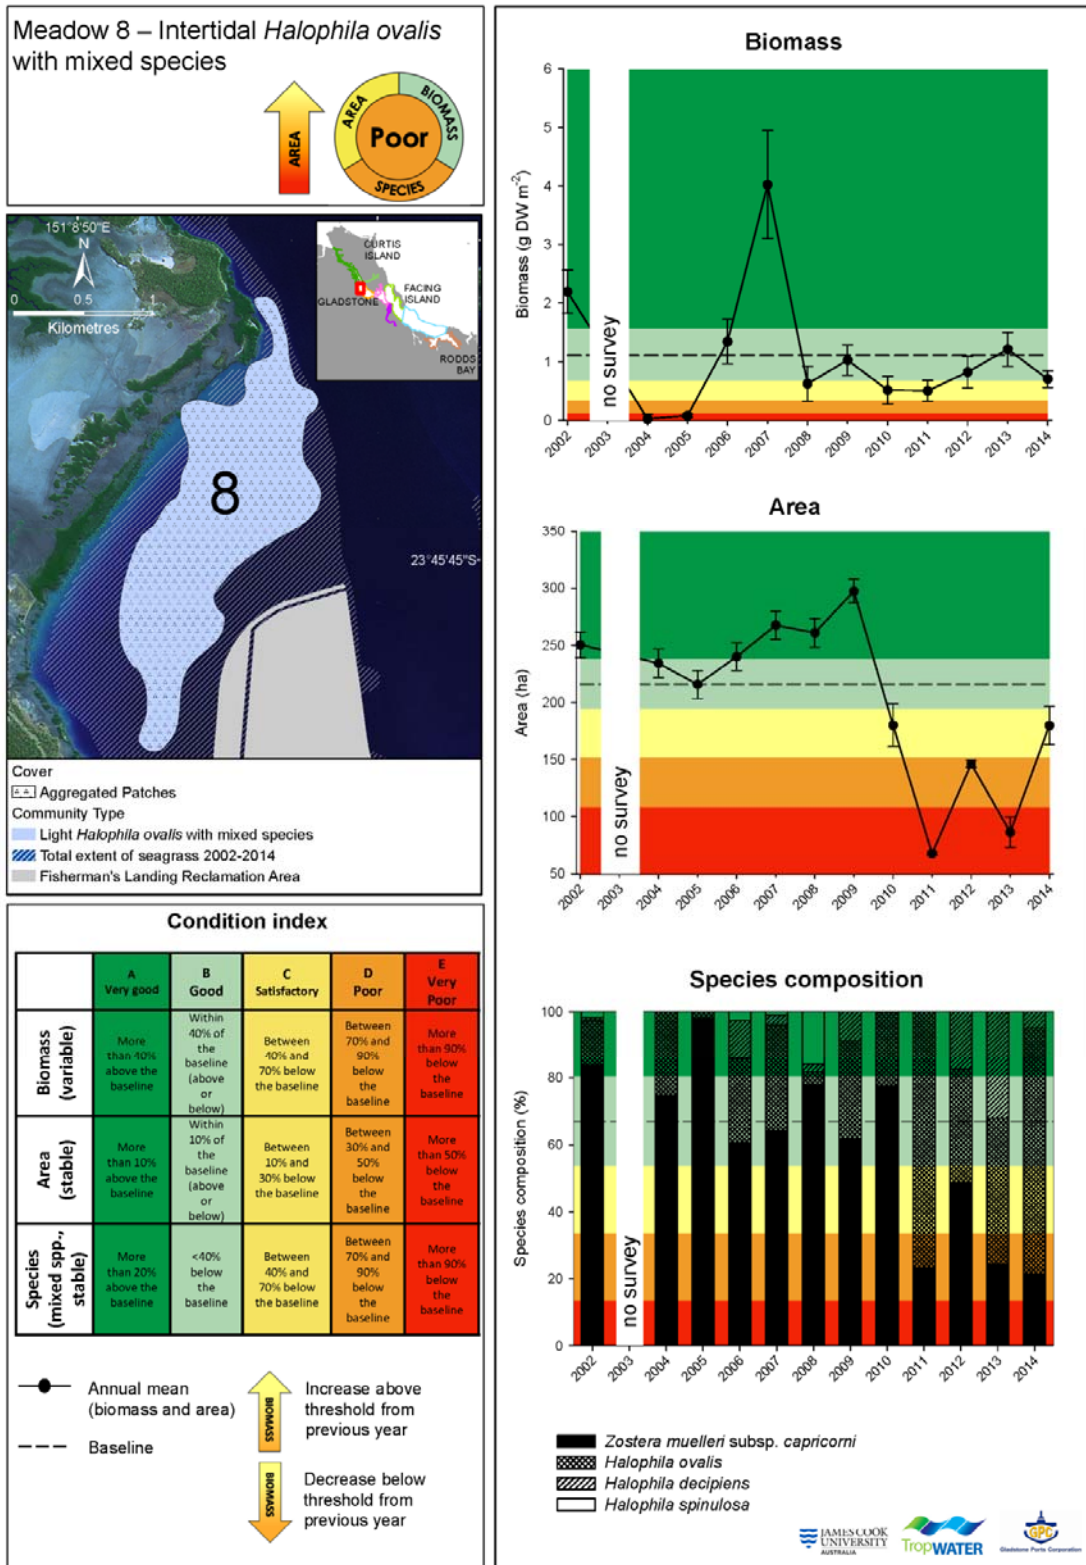 Meadow 8 – Intertidal Halophila ovalis
with mixed species
AREA
AREA
BIOMASS
Poor
SPECIES
151°8'50"E
N
0 0.5 1
Kilometres
CURTIS
ISLAND
FACING
ISLAND
GLADSTONE
RODDS
BAY
8
23°45'45"S
Cover
Aggregated Patches
Community Type
Light Halophila ovalis with mixed species
Total extent of seagrass 2002-2014
Fisherman's Landing Reclamation Area
Condition index
A
Very good
B
Good
C
Satisfactory
D
Poor
E
Very
Poor
Biomass
(variable)
More
than 40%
above the
baseline
Within
40% of
the
baseline
(above
or
below)
Between
40% and
70% below
the baseline
Between
70% and
90%
below
the
baseline
More
than 90%
below
the
baseline
Area
(stable)
More
than 10%
above the
baseline
Within
10% of
the
baseline
(above
or
below)
Between
10% and
30% below
the baseline
Between
30% and
50%
below
the
baseline
More
than 50%
below
the
baseline
Species
(mixed spp.,
stable)
More
than 20%
above the
baseline
<40%
below
the
baseline
Between
40% and
70% below
the baseline
Between
70% and
90%
below
the
baseline
More
than 90%
below
the
baseline
Annual mean
(biomass and area)
Baseline
BIOMASS
Increase above
threshold from
previous year
BIOMASS
Decrease below
threshold from
previous year
Biomass
Biomass (g DW m-2)
6
5
4
3
2
1
0
no survey
2002 2003 2004 2005 2006 2007 2008 2009 2010 2011 2012 2013 2014
Area
Area (ha)
350
300
250
200
150
100
50
no survey
2002 2003 2004 2005 2006 2007 2008 2009 2010 2011 2012 2013 2014
Species composition
Species composition (%)
100
80
60
40
20
0
no survey
2002 2003 2004 2005 2006 2007 2008 2009 2010 2011 2012 2013 2014
Zostera muelleri subsp. capricorni
Halophila ovalis
Halophila decipiens
Halophila spinulosa
JAMES COOK
UNIVERSITY
AUSTRALIA
TropWATER
GPC
Gladstone Ports Corporation